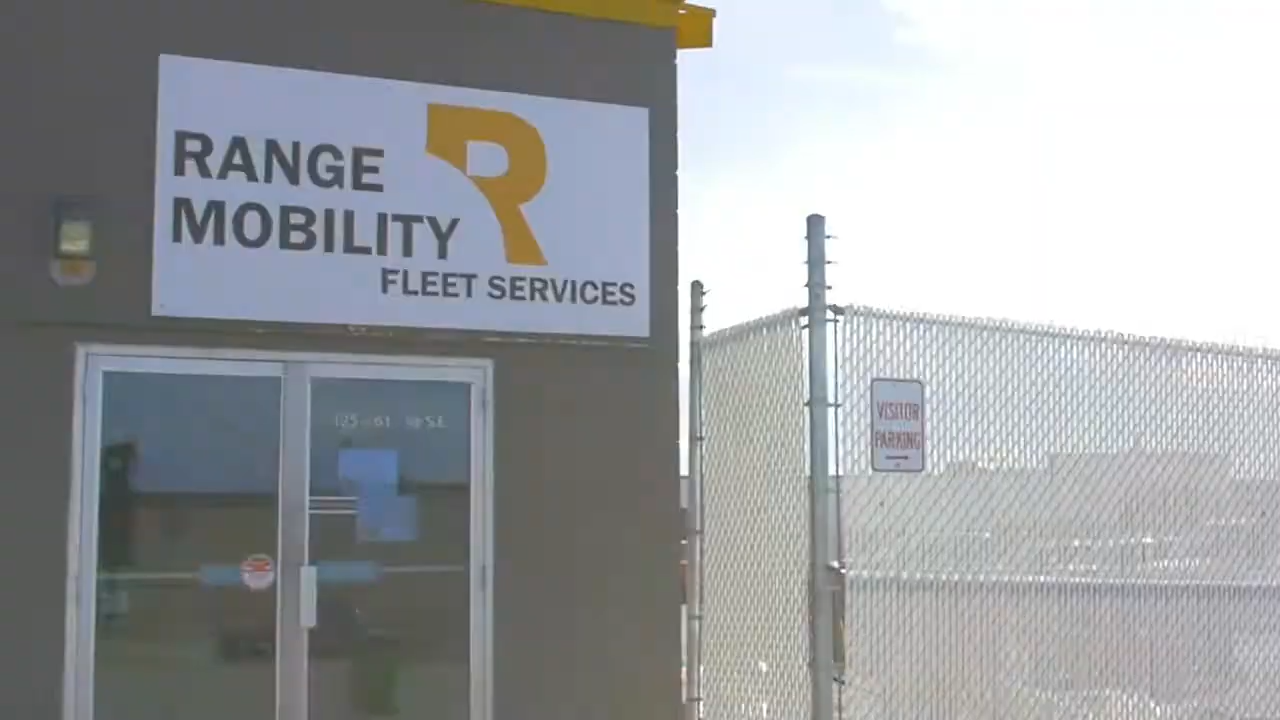 RANGE
MOBILITY
R
FLEET SERVICES
VISITOR
PARKING